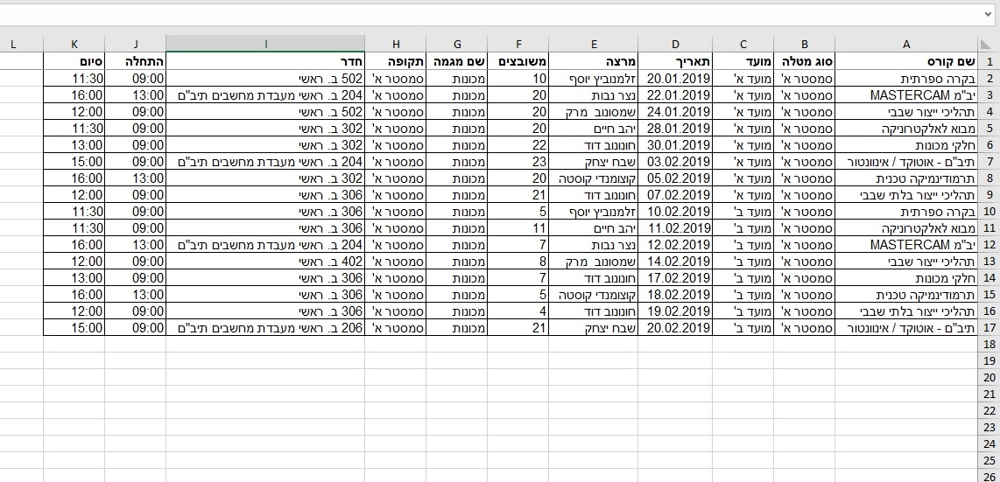 A B C D E F G H I J K L
1 שם קורס סוג מטלה מועד תאריך מרצה משובצים שם מגמה תקופה חדר התחלה סיום
2 בקרה ספרתית סמסטר א' מועד א' 20.01.2019 זלמנוביץ יוסף 10 מכונות סמסטר א' 502 ב. ראשי 09:00 11:30
3 יב"מ MASTERCAM סמסטר א' מועד א' 22.01.2019 נצר נבות 20 מכונות סמסטר א' 204 ב. ראשי מעבדת מחשבים תיב"ם 13:00 16:00
4 תהליכי ייצור שבבי סמסטר א' מועד א' 24.01.2019 שמסונוב מרק 20 מכונות סמסטר א' 502 ב. ראשי 09:00 12:00
5 מבוא לאלקטרוניקה סמסטר א' מועד א' 28.01.2019 יהב חיים 20 מכונות סמסטר א' 302 ב. ראשי 09:00 11:30
6 חלקי מכונות סמסטר א' מועד א' 30.01.2019 חונונוב דוד 22 מכונות סמסטר א' 302 ב. ראשי 09:00 13:00
7 תיב"ם - אוטוקד / אינוונטור סמסטר א' מועד א' 03.02.2019 שבח יצחק 23 מכונות סמסטר א' 204 ב. ראשי מעבדת מחשבים תיב"ם 09:00 15:00
8 תרמודינמיקה טכנית סמסטר א' מועד א' 05.02.2019 קוצומנדי קוסטה 20 מכונות סמסטר א' 302 ב. ראשי 13:00 16:00
9 תהליכי ייצור בלתי שבבי סמסטר א' מועד א' 07.02.2019 חונונוב דוד 21 מכונות סמסטר א' 306 ב. ראשי 09:00 12:00
10 בקרה ספרתית סמסטר א' מועד ב' 10.02.2019 זלמנוביץ יוסף 5 מכונות סמסטר א' 306 ב. ראשי 09:00 11:30
11 מבוא לאלקטרוניקה סמסטר א' מועד ב' 11.02.2019 יהב חיים 11 מכונות סמסטר א' 306 ב. ראשי 09:00 11:30
12 יב"מ MASTERCAM סמסטר א' מועד ב' 12.02.2019 נצר נבות 7 מכונות סמסטר א' 204 ב. ראשי מעבדת מחשבים תיב"ם 13:00 16:00
13 תהליכי ייצור שבבי סמסטר א' מועד ב' 14.02.2019 שמסונוב מרק 8 מכונות סמסטר א' 402 ב. ראשי 09:00 12:00
14 חלקי מכונות סמסטר א' מועד ב' 17.02.2019 חונונוב דוד 7 מכונות סמסטר א' 306 ב. ראשי 09:00 13:00
15 תרמודינמיקה טכנית סמסטר א' מועד ב' 18.02.2019 קוצומנדי קוסטה 5 מכונות סמסטר א' 306 ב. ראשי 13:00 16:00
16 תהליכי ייצור בלתי שבבי סמסטר א' מועד ב' 19.02.2019 חונונוב דוד 4 מכונות סמסטר א' 306 ב. ראשי 09:00 12:00
17 תיב"ם - אוטוקד / אינוונטור סמסטר א' מועד ב' 20.02.2019 שבח יצחק 21 מכונות סמסטר א' 206 ב. ראשי מעבדת מחשבים תיב"ם 09:00 15:00
18
19
20
21
22
23
24
25
26